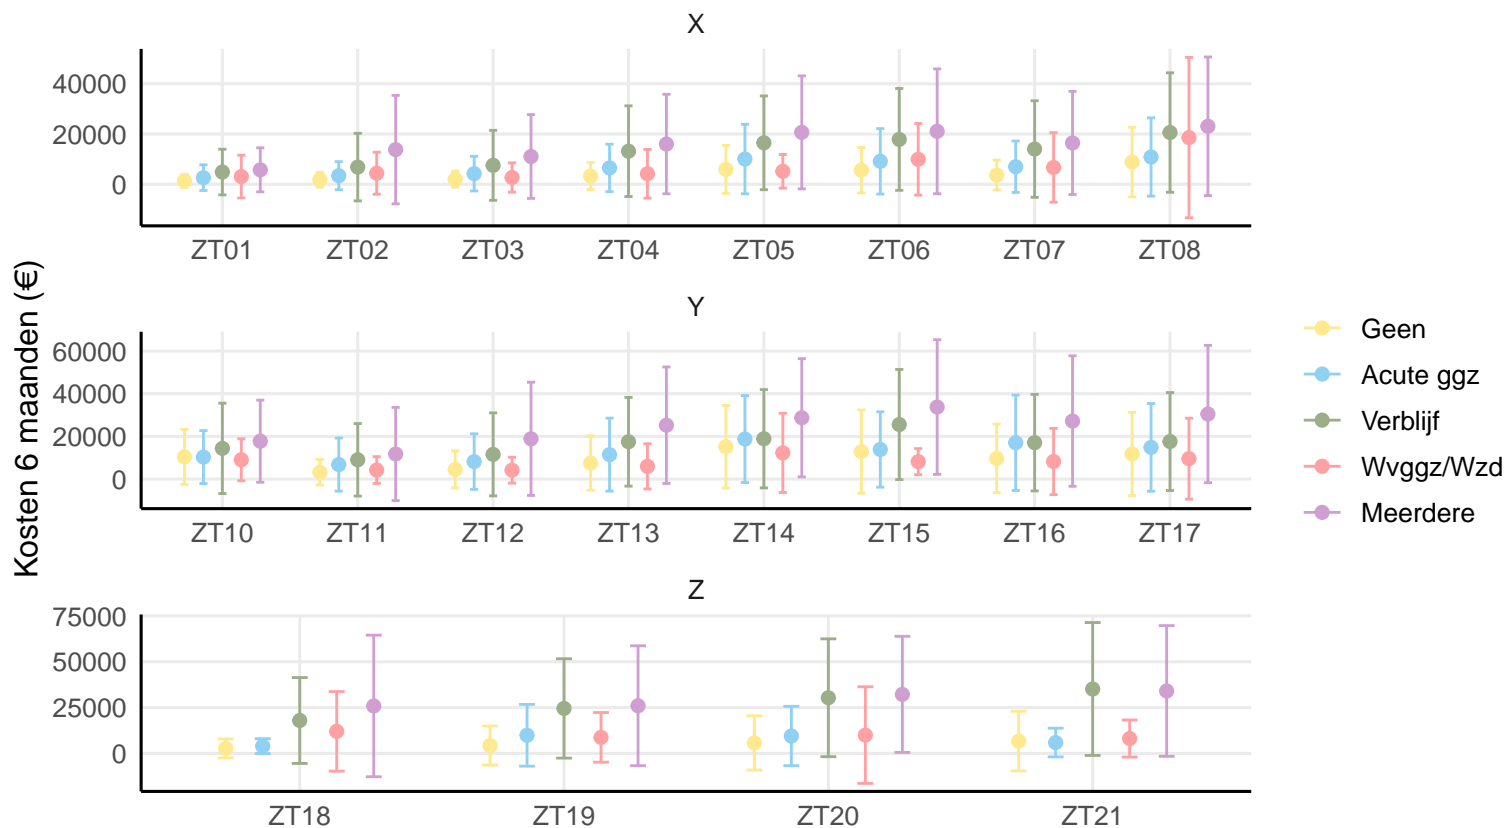 X
40000
20000
0
ZT01 ZT02 ZT03 ZT04 ZT05 ZT06 ZT07 ZT08
Kosten 6 maanden (€)
Y
60000
40000
20000
0
ZT10 ZT11 ZT12 ZT13 ZT14 ZT15 ZT16 ZT17
Z
75000
50000
25000
0
ZT18 ZT19 ZT20 ZT21
Geen
Acute ggz
Verblijf
Wvggz/Wzd
Meerdere